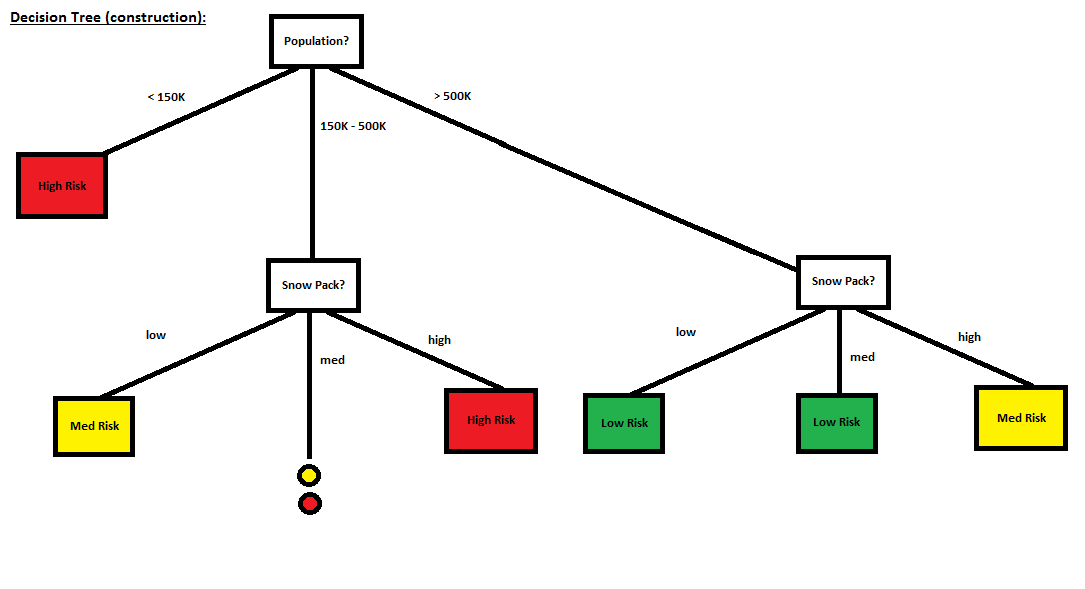 Decision Tree (construction):
Population?
< 150K
150K - 500K
> 500K
High Risk
Snow Pack?
Snow Pack?
low
med
high
low
med
high
Med Risk
High Risk
Low Risk
Low Risk
Med Risk